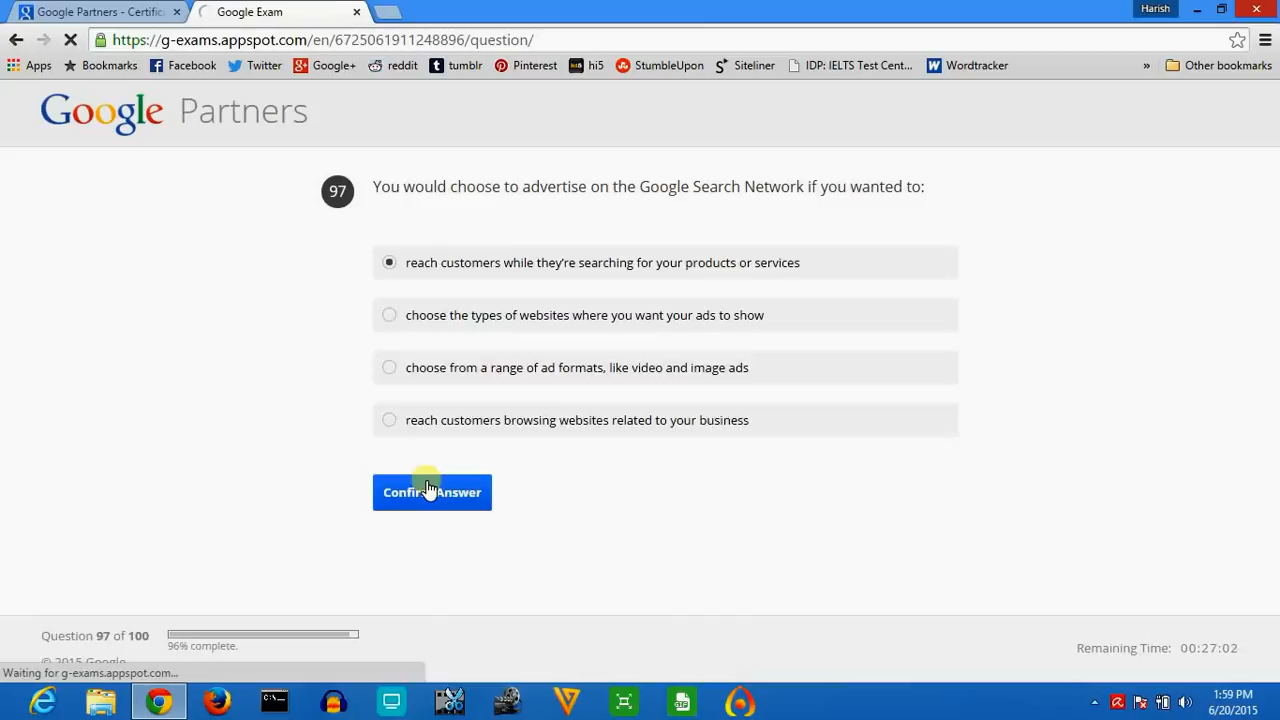 Google Partners - Certific
Google Exam
Harish
https://g-exams.appspot.com/en/6725061911248896/question/
Apps
Bookmarks
Facebook
Twitter
Google+
reddit
tumblr
Pinterest
hi5
StumbleUpon
Siteliner
IDP: IELTS Test Cent...
Wordtracker
»
Other bookmarks
Google Partners
97
You would choose to advertise on the Google Search Network if you wanted to:
reach customers while they're searching for your products or services
choose the types of websites where you want your ads to show
choose from a range of ad formats, like video and image ads
reach customers browsing websites related to your business
Confirm Answer
Question 97 of 100
96% complete.
Remaining Time: 00:27:02
© 2015 Google
Waiting for g-exams.appspot.com...
1:59 PM
6/20/2015